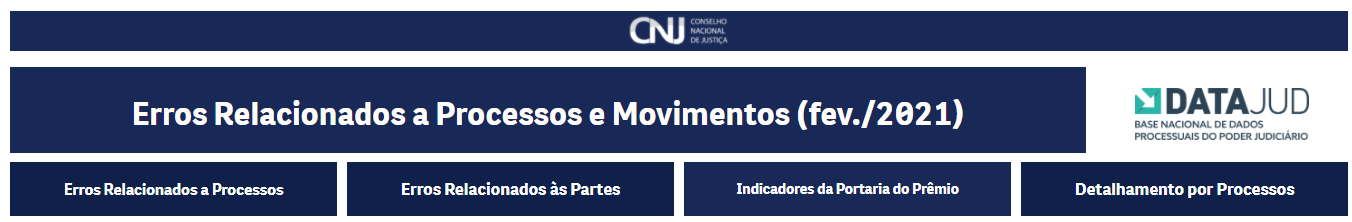 CNJ
CONSELHO
NACIONAL
DE JUSTIÇA
Erros Relacionados a Processos e Movimentos (fev./2021)
DATAJUD
BASE NACIONAL DE DADOS
PROCESSUAIS DO PODER JUDICIÁRIO
Erros Relacionados a Processos
Erros Relacionados às Partes
Indicadores da Portaria do Prêmio
Detalhamento por Processos